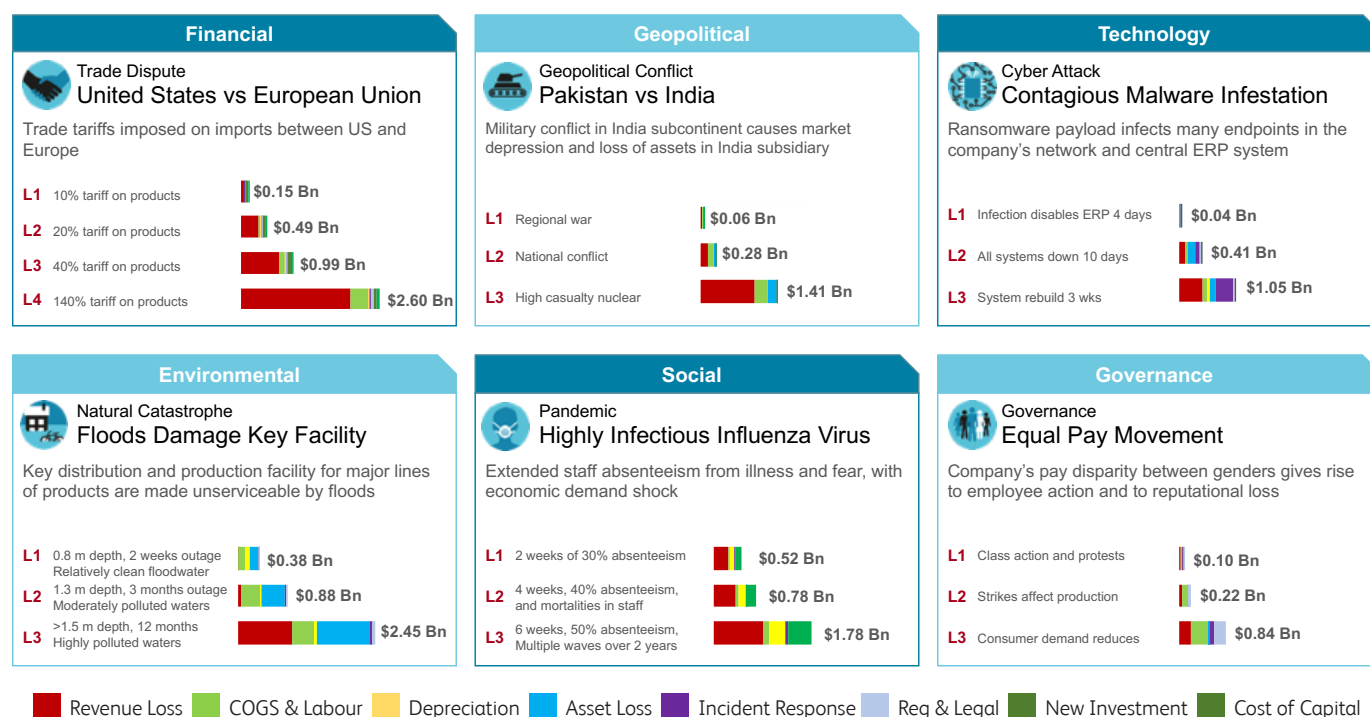 Financial
Trade Dispute
United States vs European Union
Trade tariffs imposed on imports between US and
Europe
L1 10% tariff on products $0.15 Bn
L2 20% tariff on products $0.49 Bn
L3 40% tariff on products $0.99 Bn
L4 140% tariff on products $2.60 Bn
Geopolitical
Geopolitical Conflict
Pakistan vs India
Military conflict in India subcontinent causes market
depression and loss of assets in India subsidiary
L1 Regional war $0.06 Bn
L2 National conflict $0.28 Bn
L3 High casualty nuclear $1.41 Bn
Technology
Cyber Attack
Contagious Malware Infestation
Ransomware payload infects many endpoints in the
company's network and central ERP system
L1 Infection disables ERP 4 days $0.04 Bn
L2 All systems down 10 days $0.41 Bn
L3 System rebuild 3 wks $1.05 Bn
Environmental
Natural Catastrophe
Floods Damage Key Facility
Key distribution and production facility for major lines
of products are made unserviceable by floods
L1 0.8 m depth, 2 weeks outage $0.38 Bn
Relatively clean floodwater
L2 1.3 m depth, 3 months outage $0.88 Bn
Moderately polluted waters
L3 >1.5 m depth, 12 months $2.45 Bn
Highly polluted waters
Social
Pandemic
Highly Infectious Influenza Virus
Extended staff absenteeism from illness and fear, with
economic demand shock
L1 2 weeks of 30% absenteeism $0.52 Bn
L2 4 weeks, 40% absenteeism, $0.78 Bn
and mortalities in staff
L3 6 weeks, 50% absenteeism, $1.78 Bn
Multiple waves over 2 years
Governance
Governance
Equal Pay Movement
Company's pay disparity between genders gives rise
to employee action and to reputational loss
L1 Class action and protests $0.10 Bn
L2 Strikes affect production $0.22 Bn
L3 Consumer demand reduces $0.84 Bn
Revenue Loss COGS & Labour Depreciation Asset Loss Incident Response Reg & Legal New Investment Cost of Capital